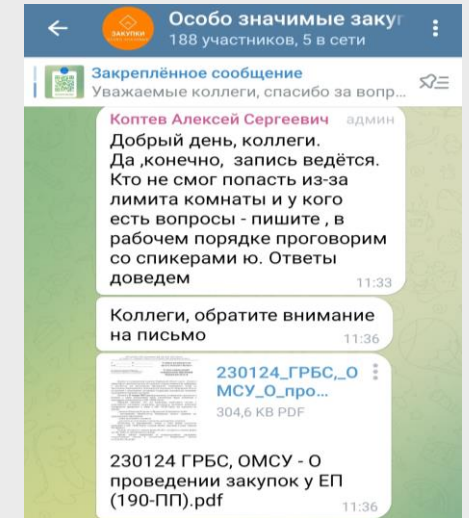 Особо значимые закуг
188 участников, 5 в сети
ЗАКУПКИ
Закреплённое сообщение
Уважаемые коллеги, спасибо за вопр...
Коптев Алексей Сергеевич админ
Добрый день, коллеги.
Да ,конечно, запись ведётся.
Кто не смог попасть из-за
лимита комнаты и у кого
есть вопросы - пишите , в
рабочем порядке проговорим
со спикерами ю. Ответы
доведем
11:33
Коллеги, обратите внимание
на письмо
11:36
230124_ГРБС,_О
МСУ_О_про...
304,6 KB PDF
230124 ГРБС, ОМСУ - О
проведении закупок у ЕП
(190-ПП).pdf
11:36